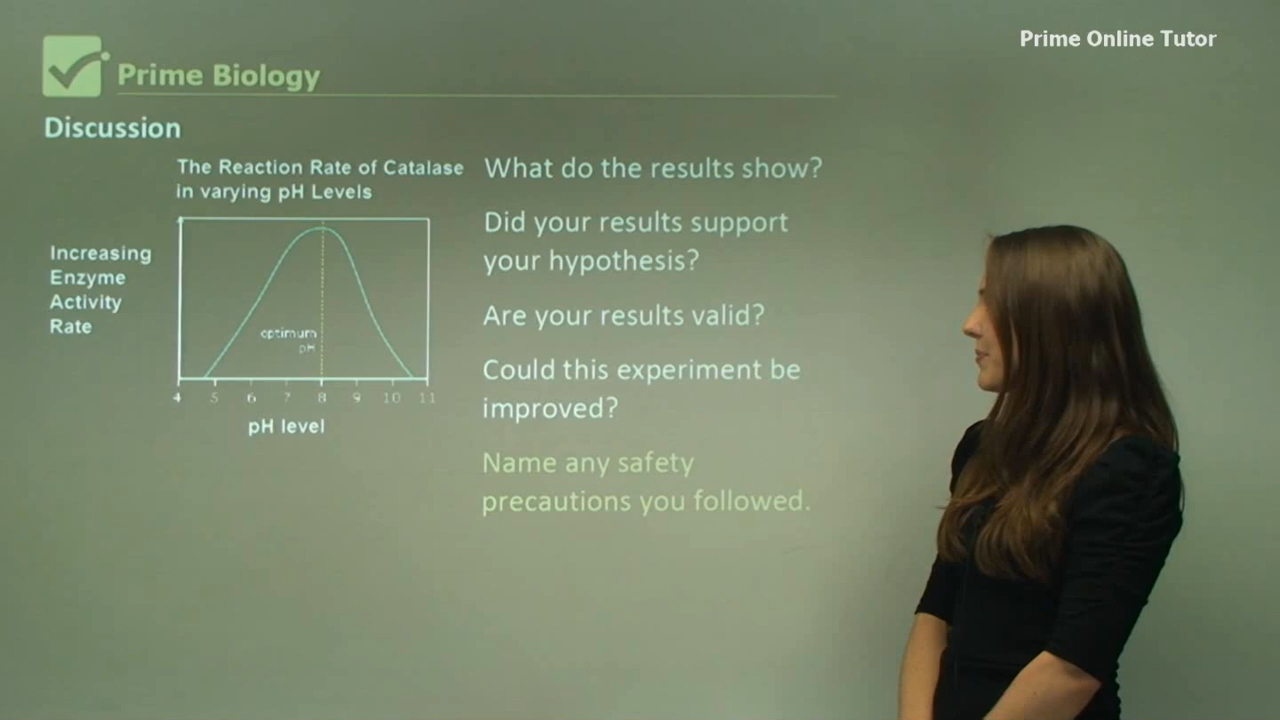 Prime Online Tutor
Prime Biology
Discussion
The Reaction Rate of Catalase
in varying pH Levels
Increasing
Enzyme
Activity
Rate
optimum
pH
4 5 6 7 8 9 10 11
pH level
What do the results show?
Did your results support
your hypothesis?
Are your results valid?
Could this experiment be
improved?
Name any safety
precautions you followed.